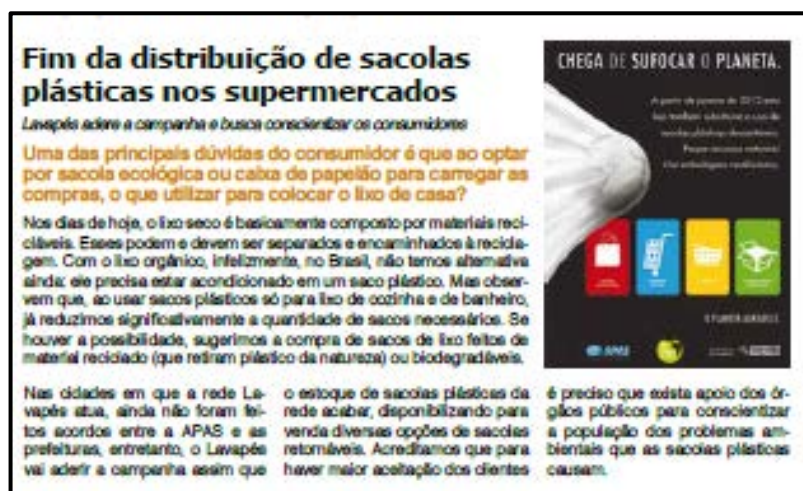 Fim da distribuição de sacolas
plásticas nos supermercados
Lavapés adere a campanha e busca conscientizar os consumidores
Uma das principais dúvidas do consumidor é que ao optar
por sacola ecológica ou caixa de papelão para carregar as
compras, o que utilizar para colocar o lixo de casa?
Nos dias de hoje, o lixo seco é basicamente composto por materiais reci-
cláveis. Esses podem e devem ser separados e encaminhados à recicla-
gem. Com o lixo orgânico, infelizmente, no Brasil, não temos alternativa
ainda: ele precisa estar acondicionado em um saco plástico. Mas obser-
vem que, ao usar sacos plásticos só para lixo de cozinha e de banheiro,
já reduzimos significativamente a quantidade de sacos necessários. Se
houver a possibilidade, sugerimos a compra de sacos de lixo feitos de
material reciclado (que retiram plástico da natureza) ou biodegradáveis.
Nas cidades em que a rede La-
vapés atua, ainda não foram fei-
tos acordos entre a APAS e as
prefeituras, entretanto, o Lavapés
vai aderir a campanha assim que
o estoque de sacolas plásticas da
rede acabar, disponibilizando para
venda diversas opções de sacolas
retornáveis. Acreditamos que para
haver maior aceitação dos clientes
é preciso que exista apoio dos ór-
gãos públicos para conscientizar
a população dos problemas am-
bientais que as sacolas plásticas
causam.
CHEGA DE SUFOCAR O PLANETA.
A partir de janeiro de 2012
o uso de
sacolas plásticas descartáveis.
APAS